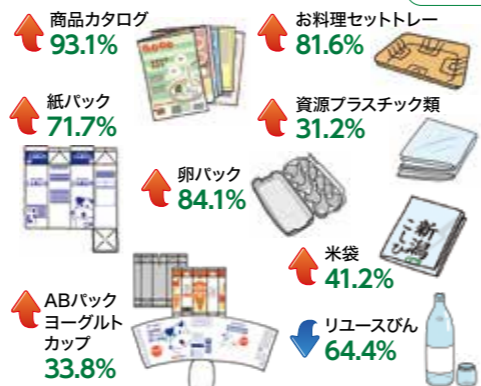 商品カタログ
93.1%
お料理セットトレー
81.6%
紙パック
71.7%
資源プラスチック類
31.2%
卵パック
84.1%
新潟
こしひ
米袋
41.2%
ABパック
ヨーグルト
カップ
33.8%
リユースびん
64.4%